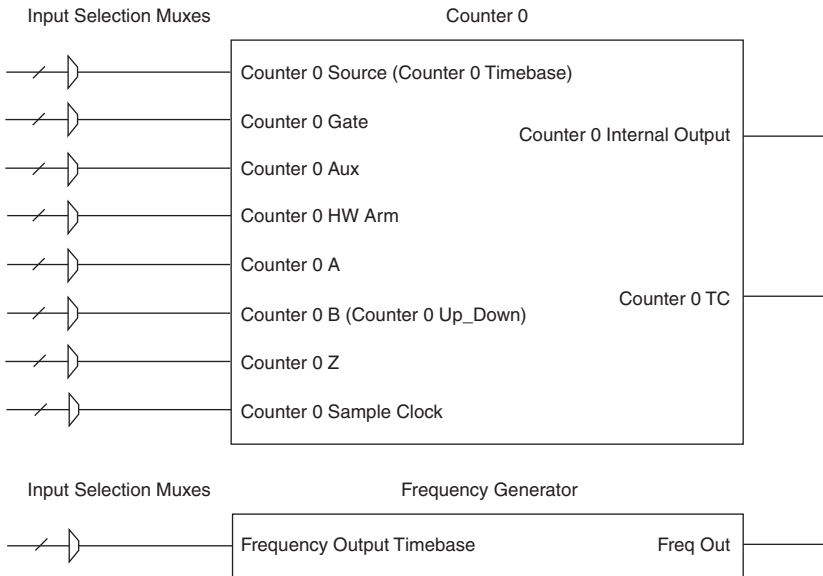 Input Selection Muxes
Counter 0
Counter 0 Source (Counter 0 Timebase)
Counter 0 Gate
Counter 0 Internal Output
Counter 0 Aux
Counter 0 HW Arm
Counter 0 A
Counter 0 TC
Counter 0 B (Counter 0 Up_Down)
Counter 0 Z
Counter 0 Sample Clock
Input Selection Muxes
Frequency Generator
Frequency Output Timebase
Freq Out